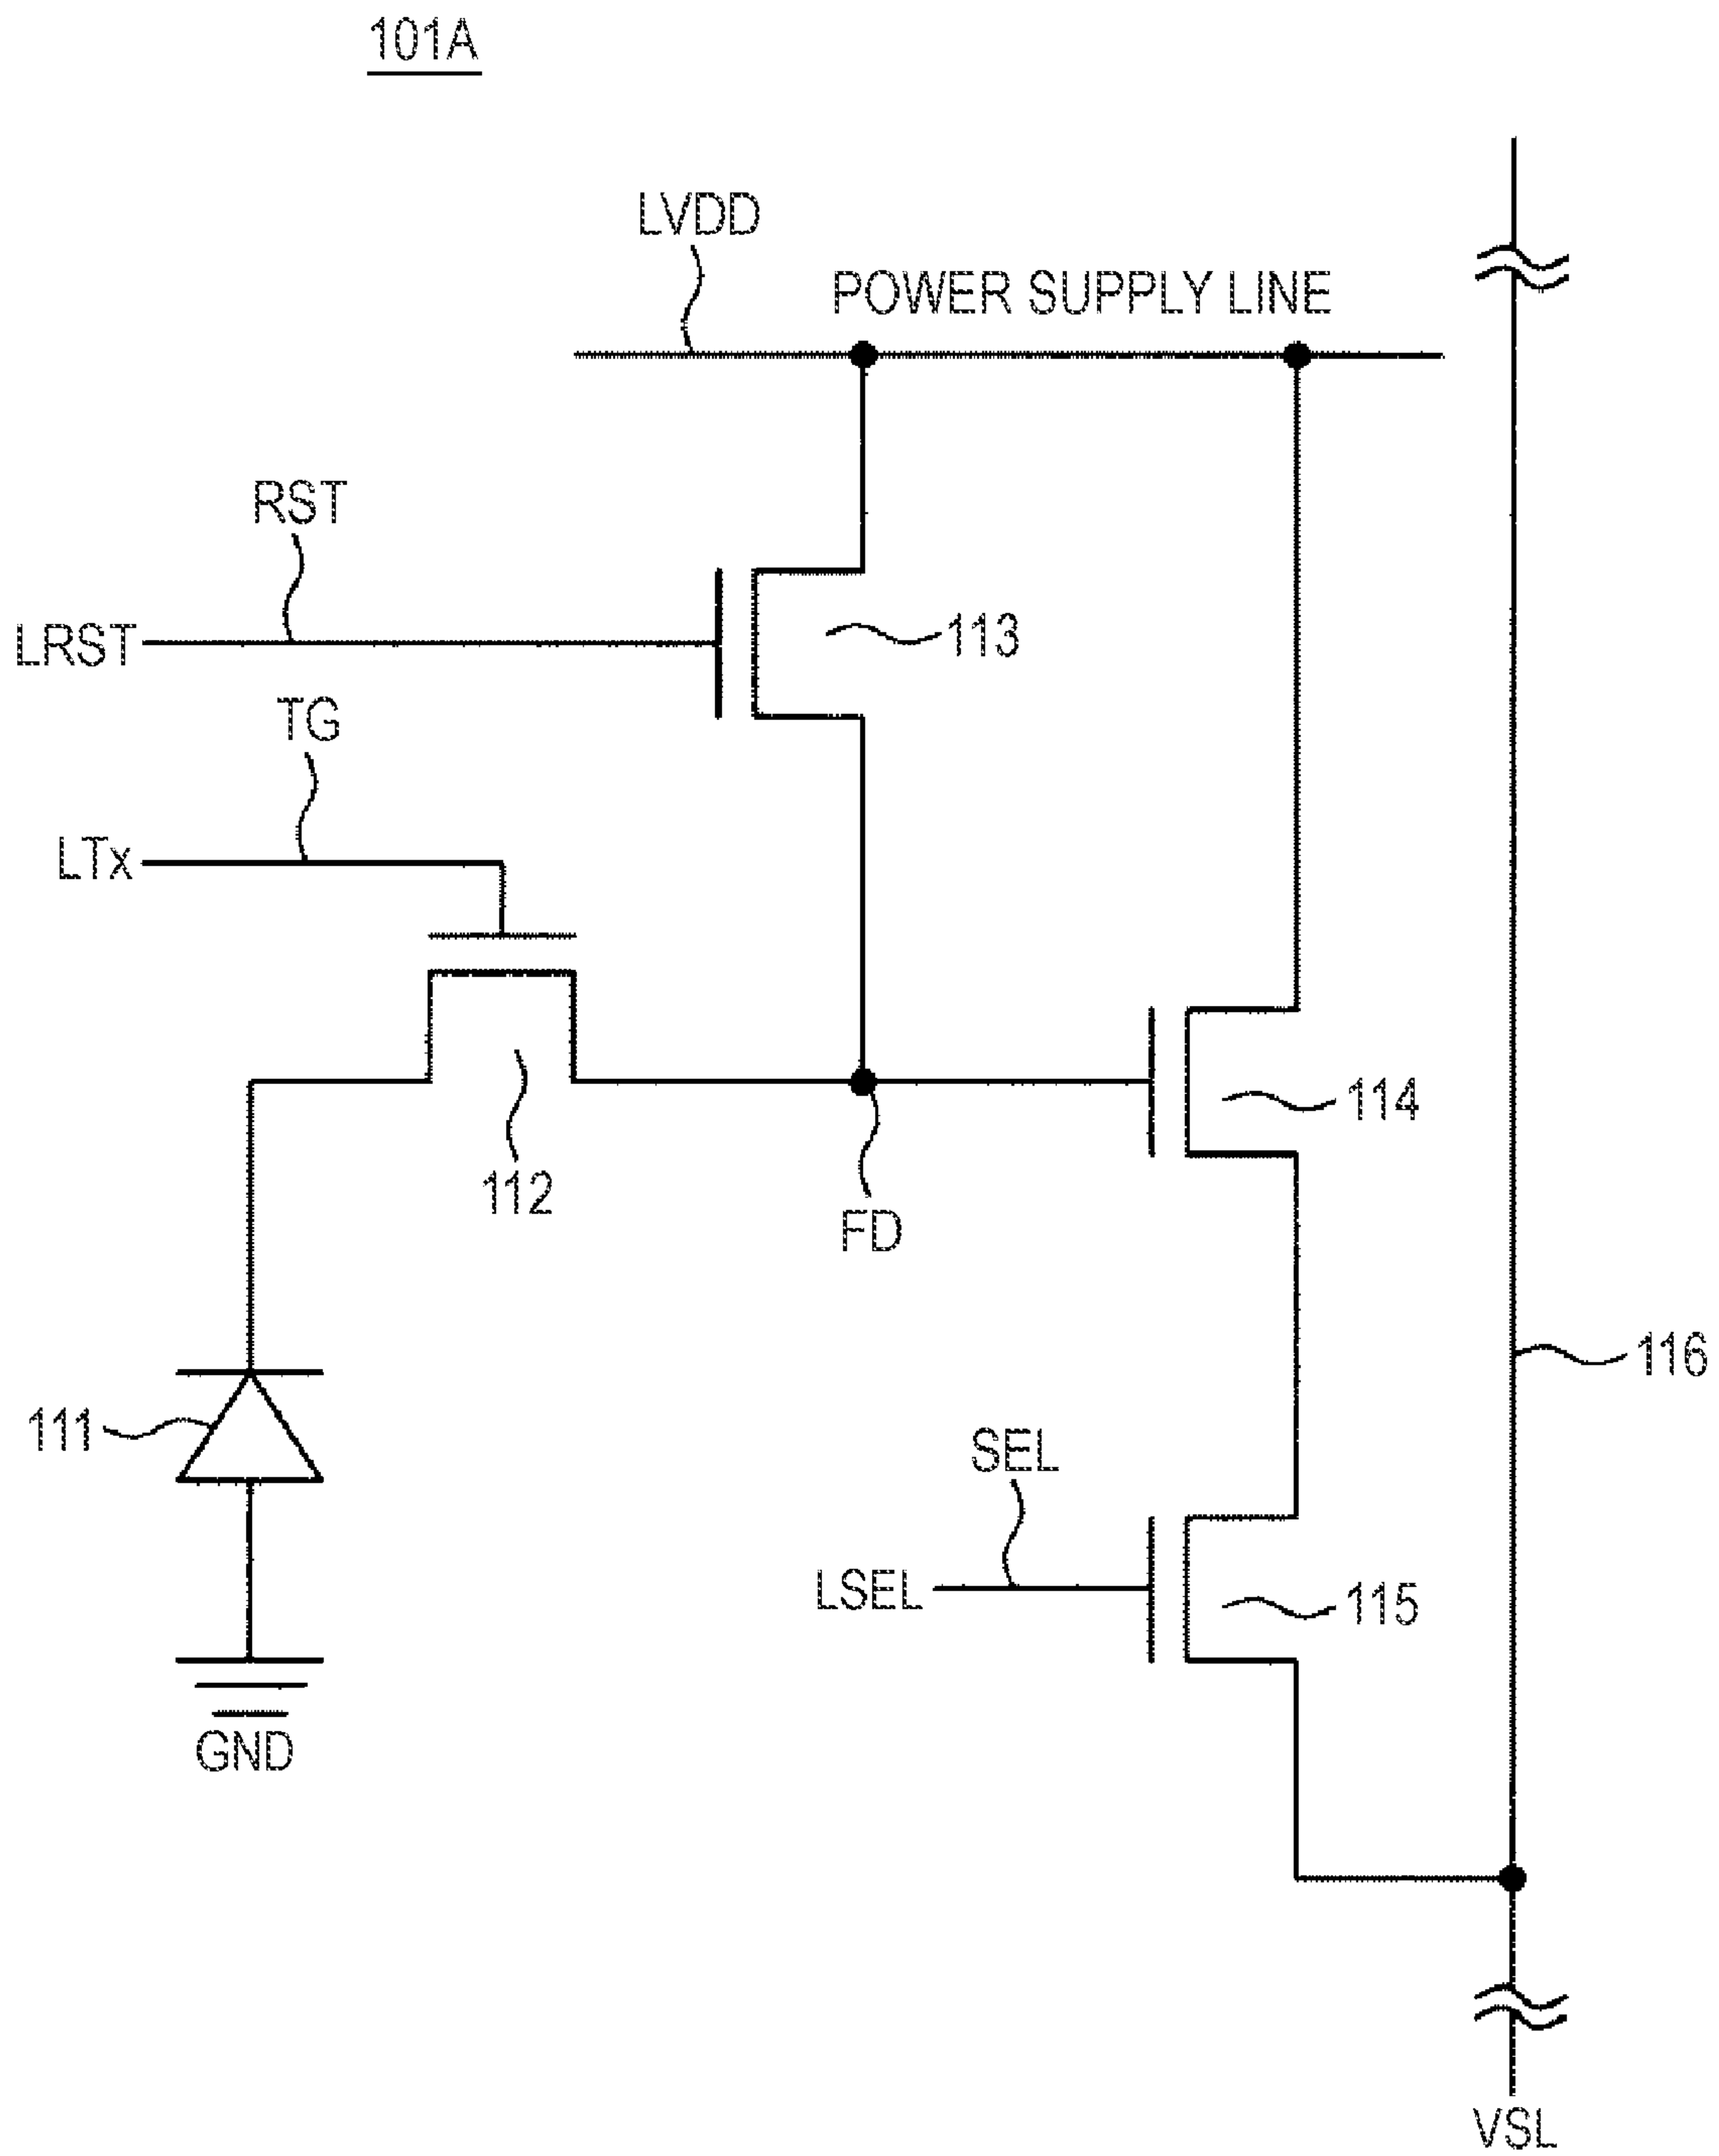 101A
LVDD
POWER SUPPLY LINE
RST
LRST
113
TG
LTx
114
112
FD
116
111
SEL
LSEL
115
GND
VSL